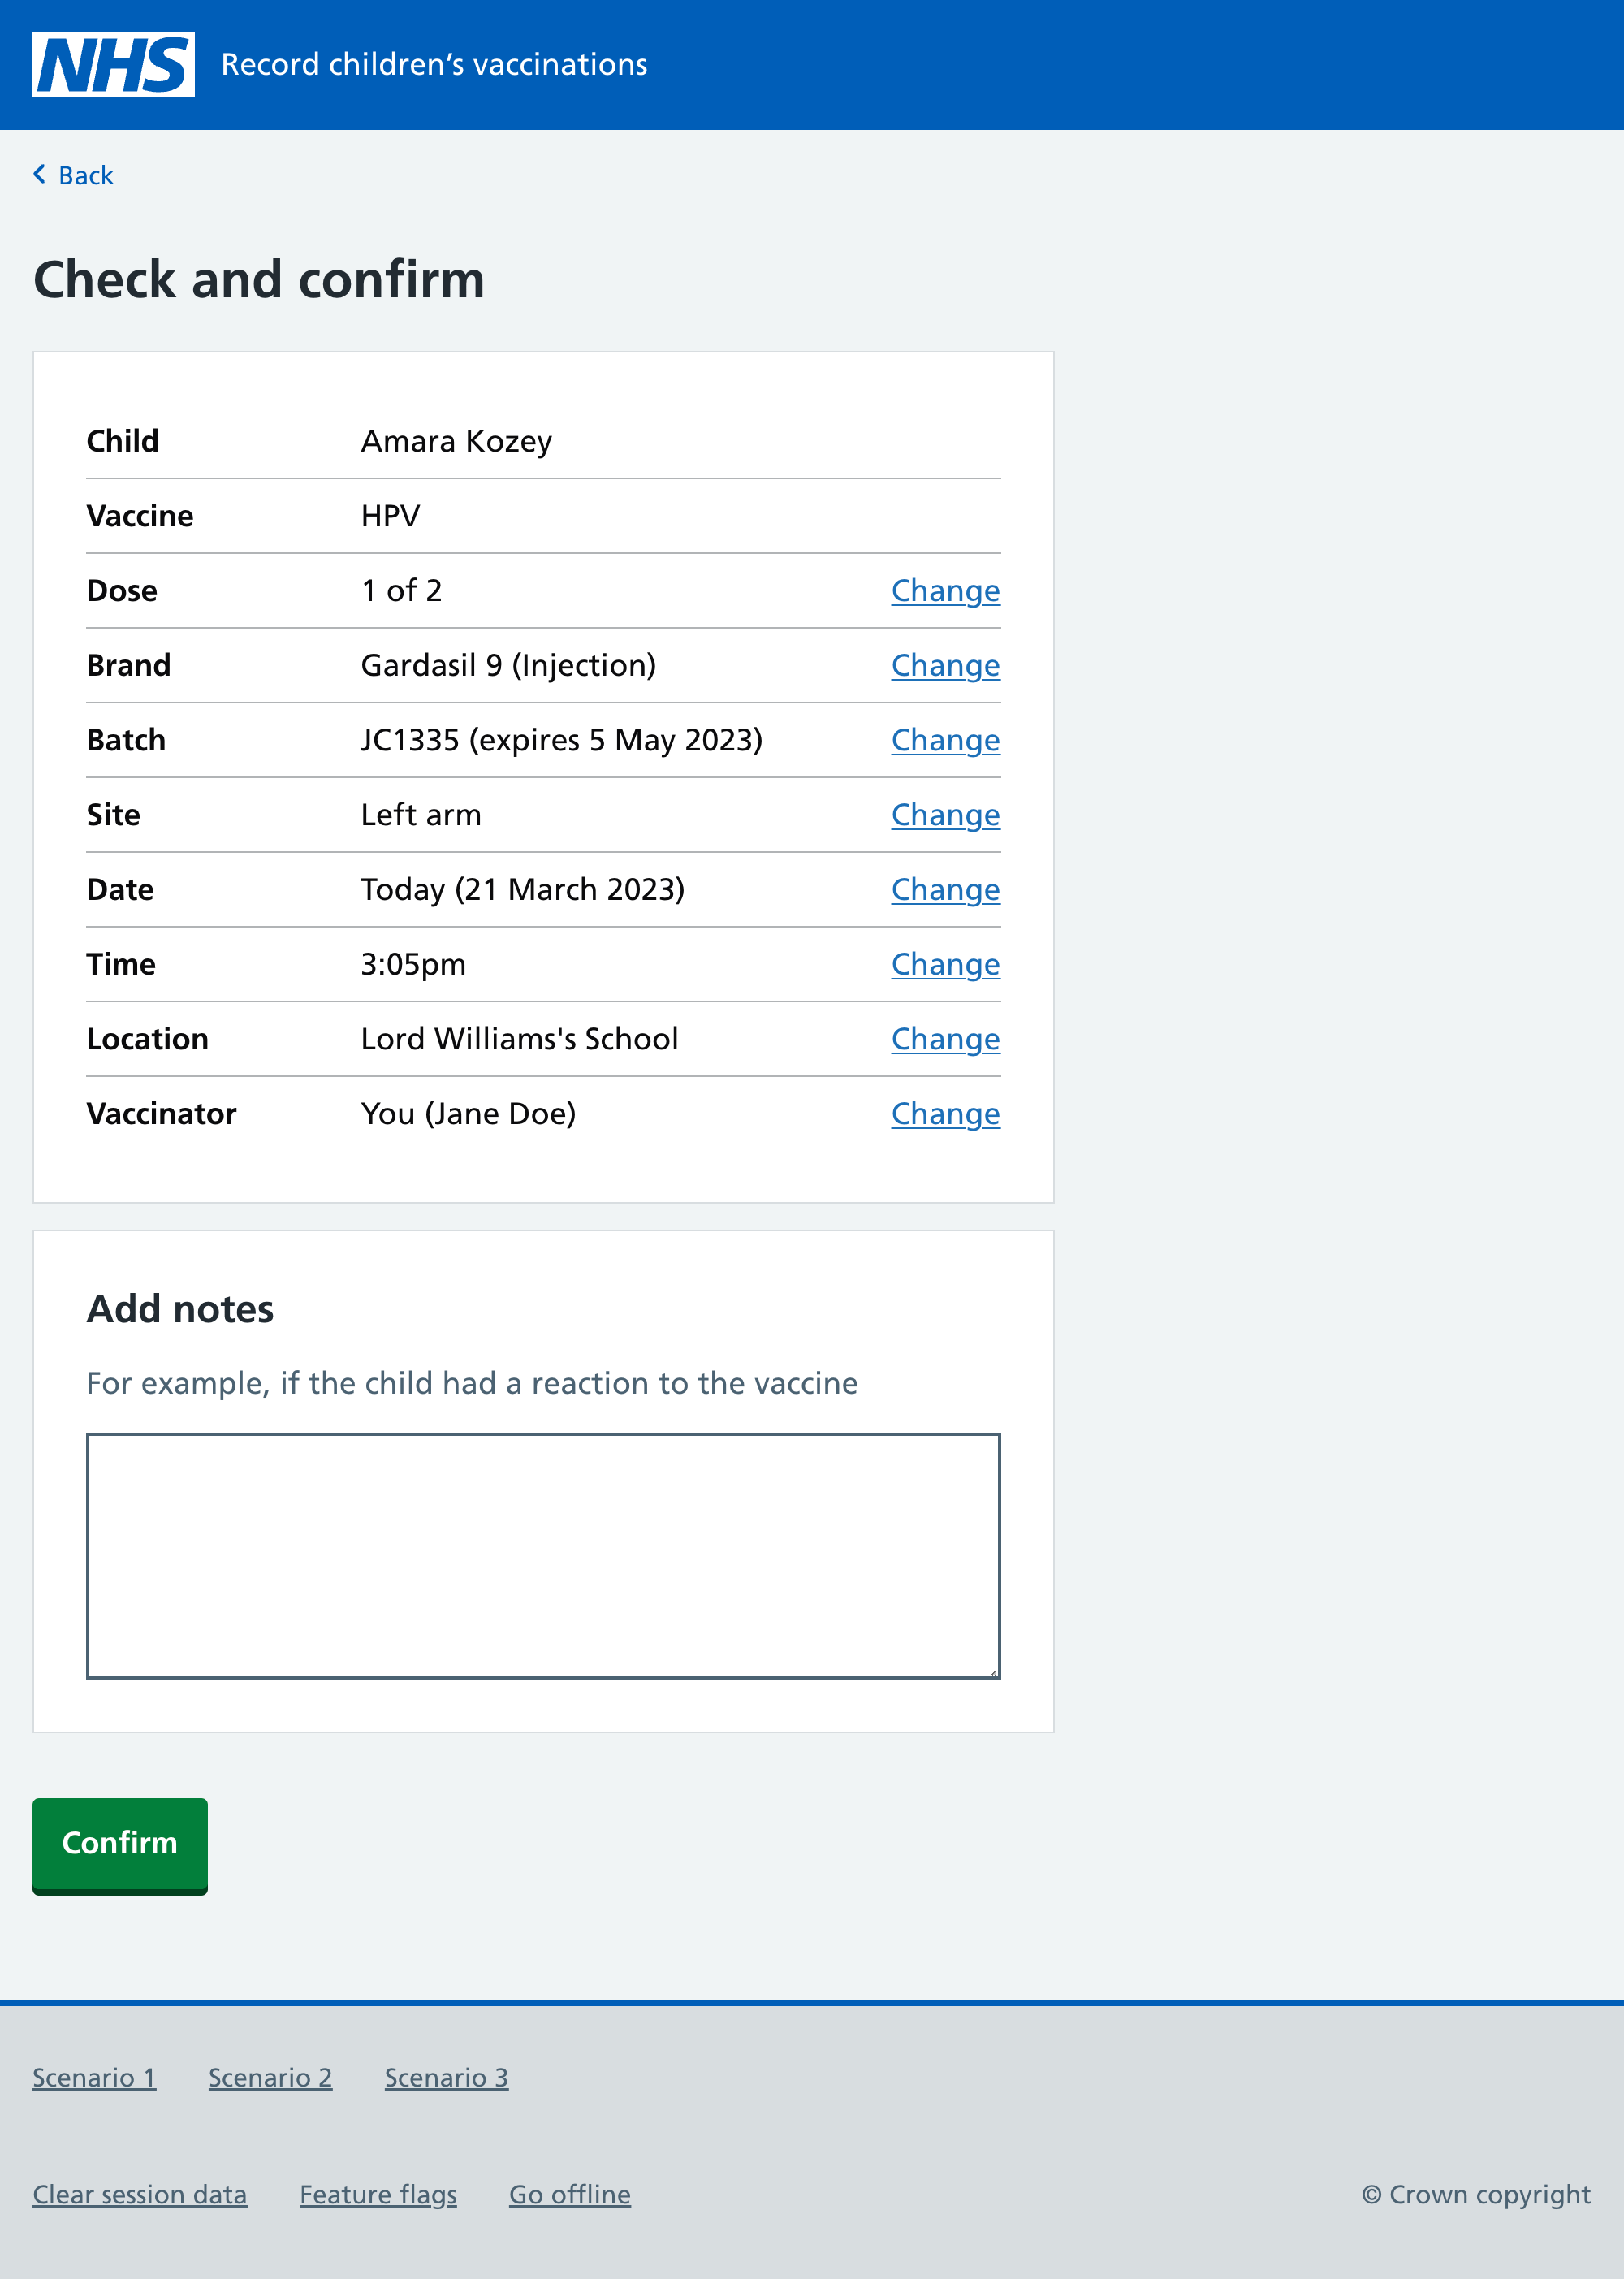 NHS Record children’s vaccinations
Back
Check and confirm
Child Amara Kozey
Vaccine HPV
Dose 1 of 2 Change
Brand Gardasil 9 (Injection) Change
Batch JC1335 (expires 5 May 2023) Change
Site Left arm Change
Date Today (21 March 2023) Change
Time 3:05pm Change
Location Lord Williams's School Change
Vaccinator You (Jane Doe) Change
Add notes
For example, if the child had a reaction to the vaccine
Confirm
Scenario 1 Scenario 2 Scenario 3
Clear session data Feature flags Go offline © Crown copyright